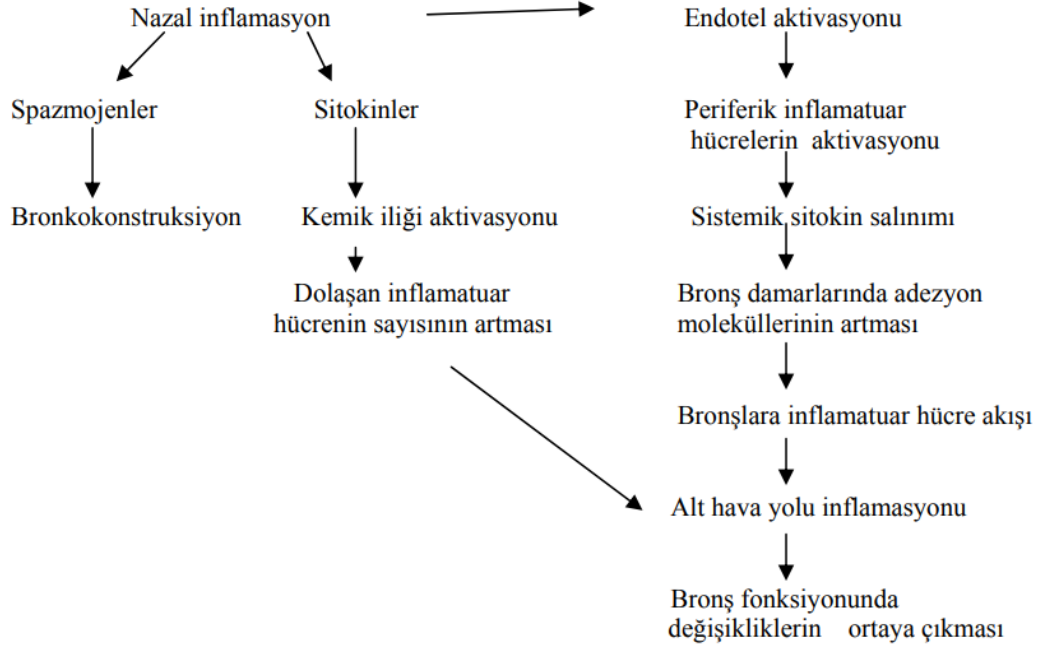 Nazal inflamasyon
Endotel aktivasyonu
Spazmojenler
Sitokinler
Periferik inflamatuar
hücrelerin aktivasyonu
Bronkokonstruksiyon
Kemik iliği aktivasyonu
Sistemik sitokin salınımı
Dolaşan inflamatuar
hücrenin sayısının artması
Bronş damarlarında adezyon
moleküllerinin artması
Bronşlara inflamatuar hücre akışı
Alt hava yolu inflamasyonu
Bronş fonksiyonunda
değişikliklerin ortaya çıkması